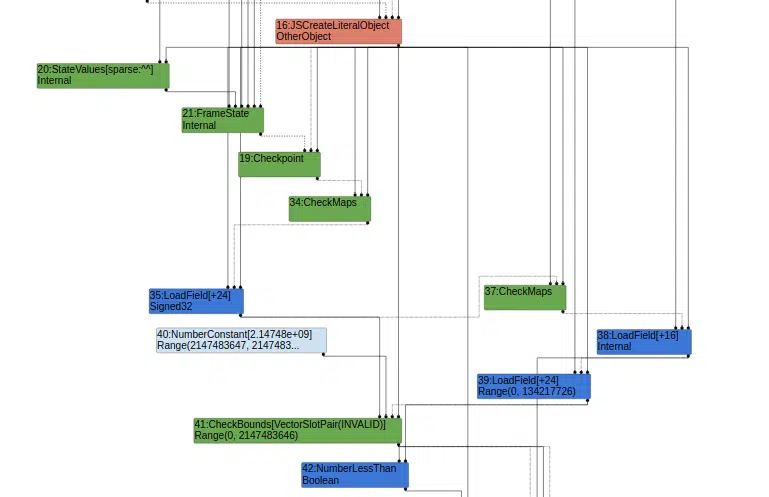 16:JSCreateLiteralObject
OtherObject
20:StateValues[sparse:^^]
Internal
21:FrameState
Internal
19:Checkpoint
34:CheckMaps
35:LoadField[+24]
Signed32
37:CheckMaps
40:NumberConstant[2.14748e+09]
Range(2147483647, 2147483...
38:LoadField[+16]
Internal
39:LoadField[+24]
Range(0, 134217726)
41:CheckBounds[VectorSlotPair(INVALID)]
Range(0, 2147483646)
42:NumberLessThan
Boolean